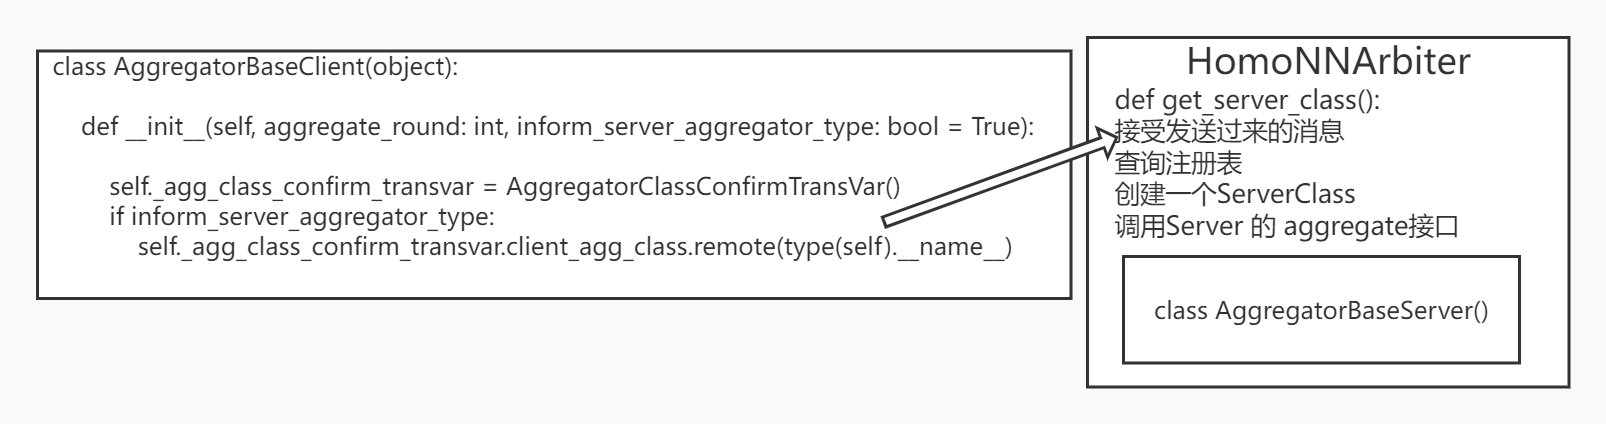 class AggregatorBaseClient(object):
def __init__(self, aggregate_round: int, inform_server_aggregator_type: bool = True):
self._agg_class_confirm_transvar = AggregatorClassConfirmTransVar()
if inform_server_aggregator_type:
self._agg_class_confirm_transvar.client_agg_class.remote(type(self).__name__)
HomoNNArbiter
def get_server_class():
接受发送过来的消息
查询注册表
创建一个ServerClass
调用Server 的 aggregate接口
class AggregatorBaseServer()